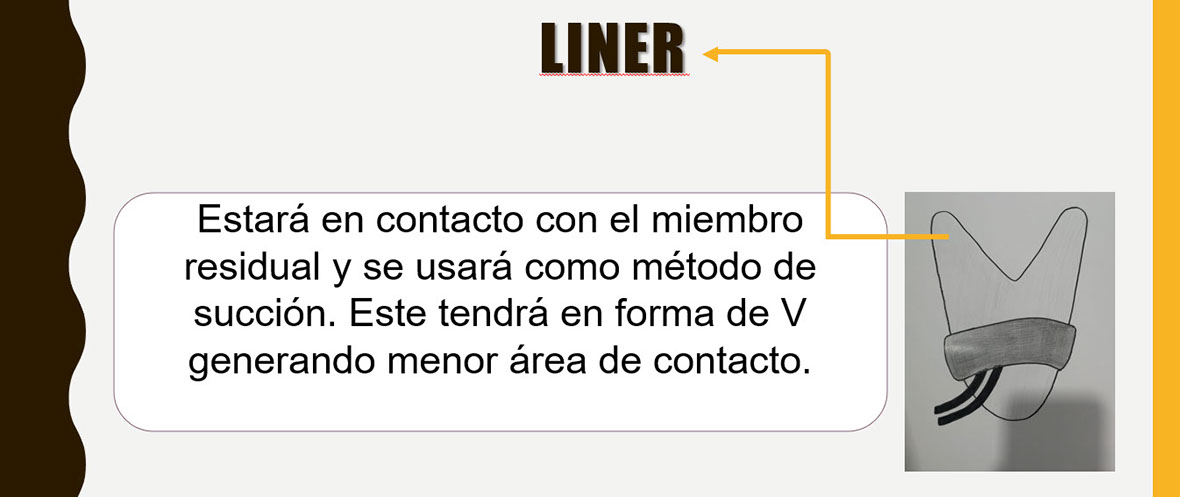 LINER
Estará en contacto con el miembro
residual y se usará como método de
succión. Este tendrá en forma de V
generando menor área de contacto.